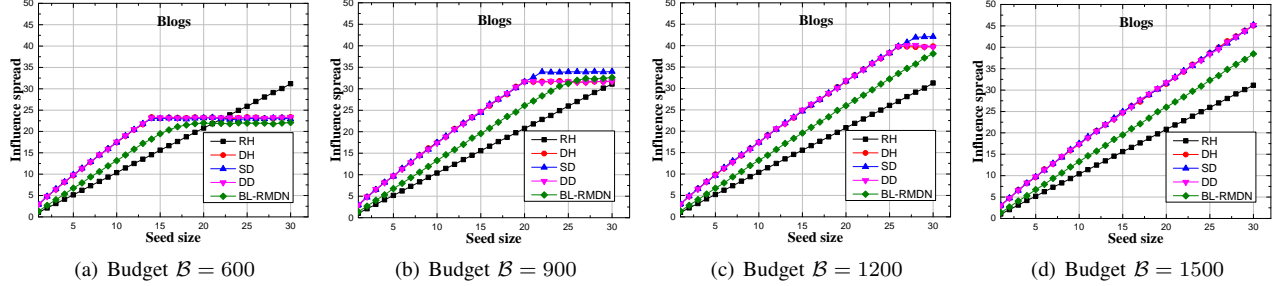 Blogs
50
45
40
35
30
25
20
15
10
5
0
Influence spread
RH
DH
SD
DD
BL-RMDN
5 10 15 20 25 30
Seed size
(a) Budget B = 600
Blogs
50
45
40
35
30
25
20
15
10
5
0
Influence spread
RH
DH
SD
DD
BL-RMDN
5 10 15 20 25 30
Seed size
(b) Budget B = 900
Blogs
50
45
40
35
30
25
20
15
10
5
0
Influence spread
RH
DH
SD
DD
BL-RMDN
5 10 15 20 25 30
Seed size
(c) Budget B = 1200
Blogs
50
45
40
35
30
25
20
15
10
5
0
Influence spread
RH
DH
SD
DD
BL-RMDN
5 10 15 20 25 30
Seed size
(d) Budget B = 1500